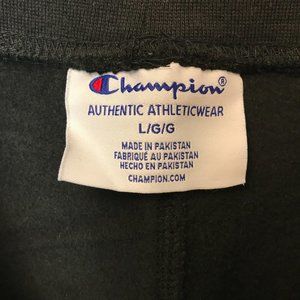 Champion®
AUTHENTIC ATHLETICWEAR
L/G/G
MADE IN PAKISTAN
FABRIQUÉ AU PAKISTAN
HECHO EN PAKISTAN
CHAMPION.COM